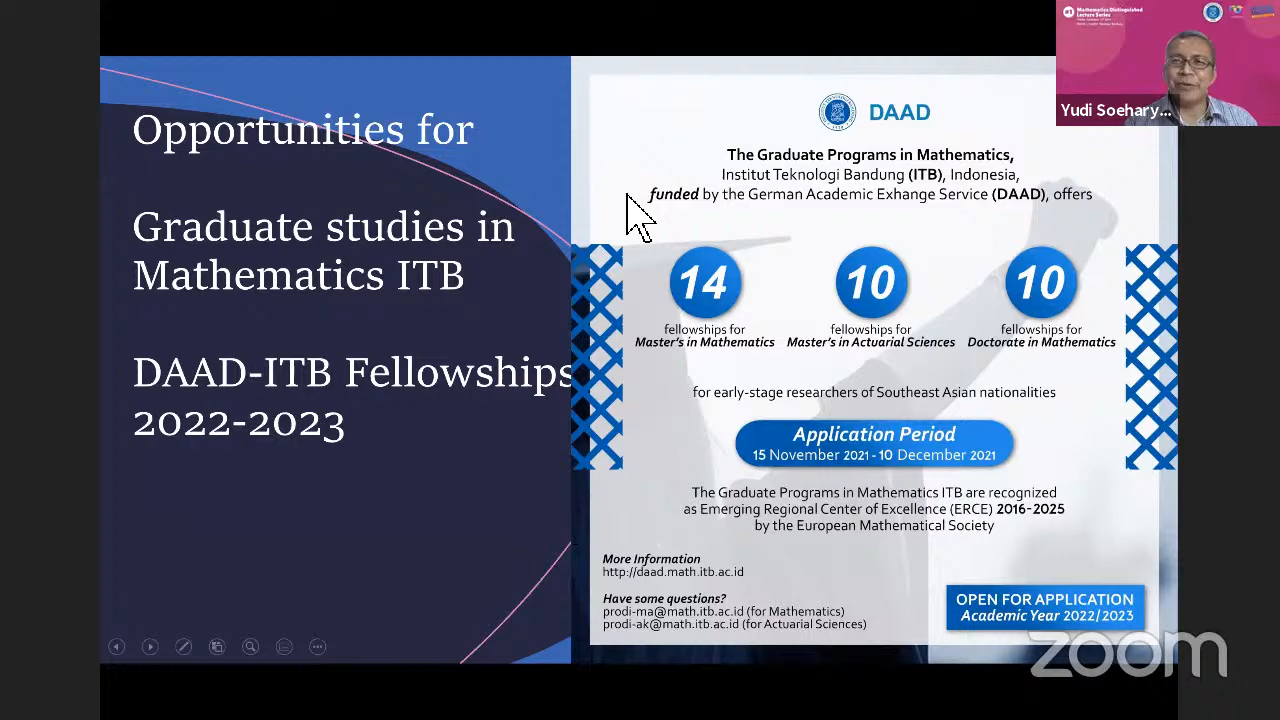 Opportunities for
Graduate studies in
Mathematics ITB
DAAD-ITB Fellowships
2022-2023
DAAD
The Graduate Programs in Mathematics,
Institut Teknologi Bandung (ITB), Indonesia,
funded by the German Academic Exhange Service (DAAD), offers
14
fellowships for
Master's in Mathematics
10
fellowships for
Master's in Actuarial Sciences
10
fellowships for
Doctorate in Mathematics
for early-stage researchers of Southeast Asian nationalities
Application Period
15 November 2021 - 10 December 2021
The Graduate Programs in Mathematics ITB are recognized
as Emerging Regional Center of Excellence (ERCE) 2016-2025
by the European Mathematical Society
More Information
http://daad.math.itb.ac.id
Have some questions?
prodi-ma@math.itb.ac.id (for Mathematics)
prodi-ak@math.itb.ac.id (for Actuarial Sciences)
OPEN FOR APPLICATION
Academic Year 2022/2023
Mathematics Distinguished
Lecture Series
Yudi Soehary...
zoom